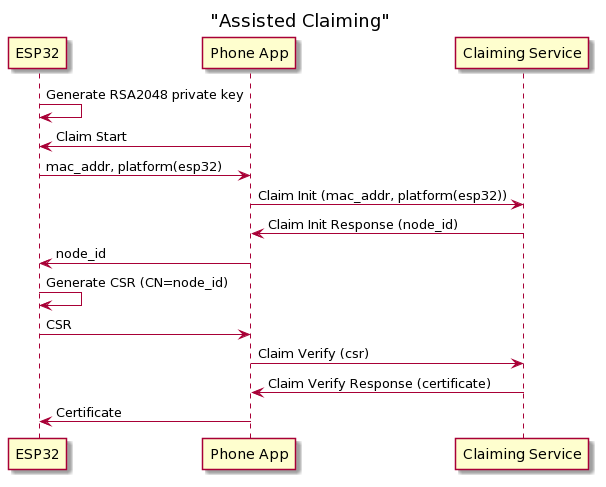 "Assisted Claiming"
ESP32
Phone App
Claiming Service
Generate RSA2048 private key
Claim Start
mac_addr, platform(esp32)
Claim Init (mac_addr, platform(esp32))
Claim Init Response (node_id)
node_id
Generate CSR (CN=node_id)
CSR
Claim Verify (csr)
Claim Verify Response (certificate)
Certificate
ESP32
Phone App
Claiming Service